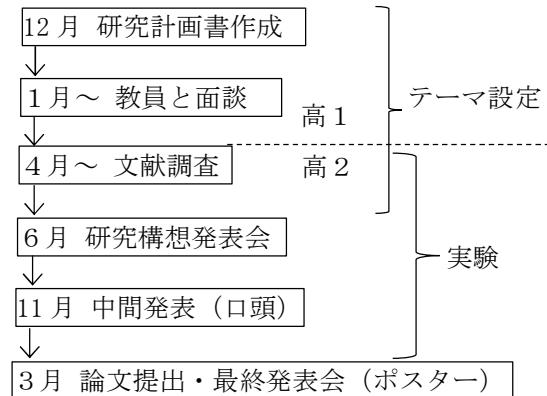 12月 研究計画書作成
１月～ 教員と面談
高１
テーマ設定
４月～ 文献調査
高２
６月 研究構想発表会
実験
11月 中間発表（口頭）
３月 論文提出・最終発表会（ポスター）